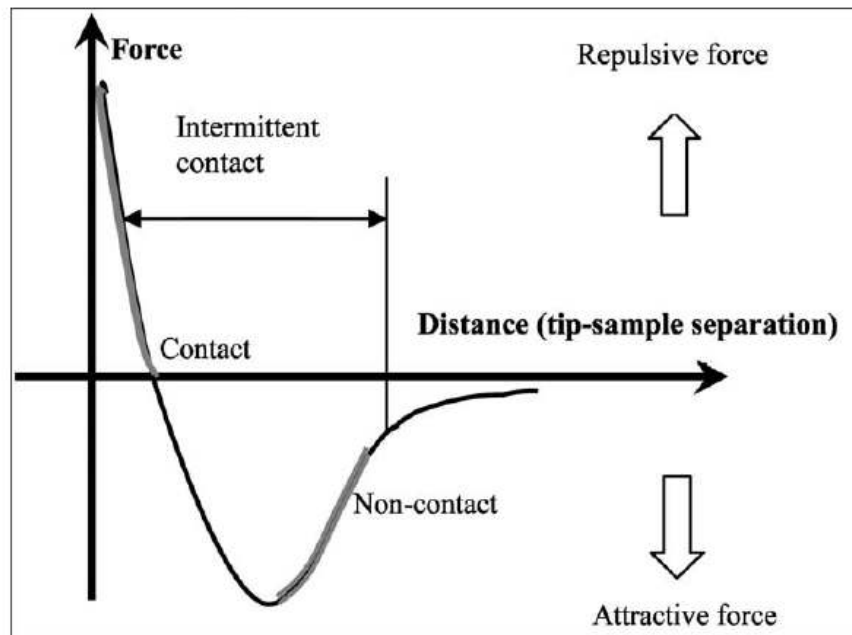 Force
Repulsive force
Intermittent
contact
Distance (tip-sample separation)
Contact
Non-contact
Attractive force